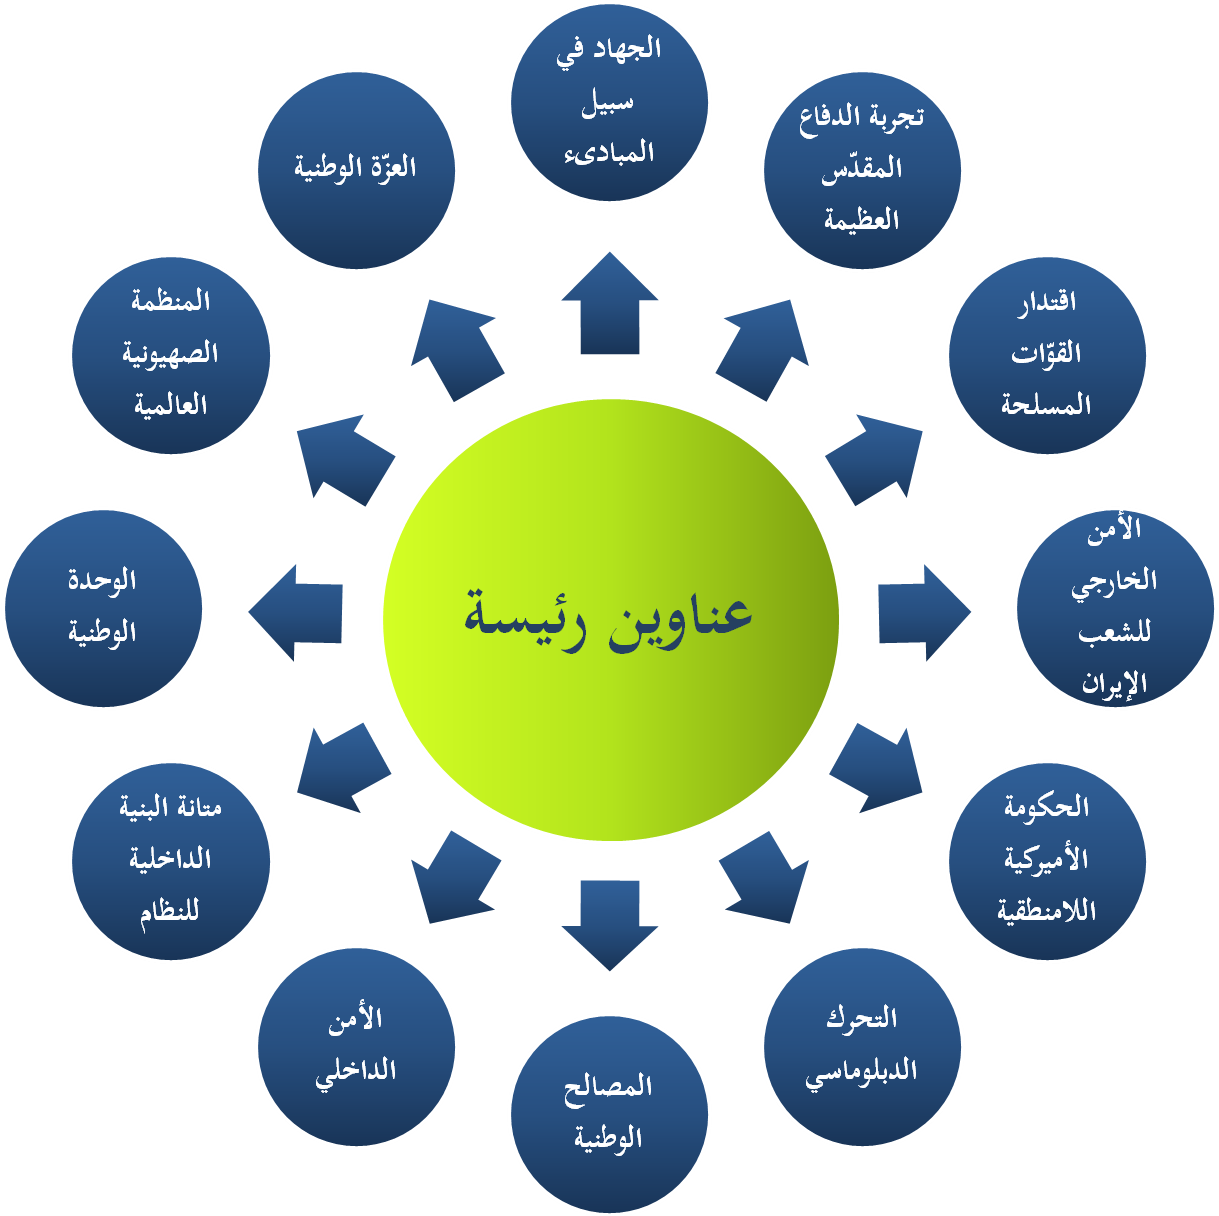 الجهاد في
سبيل
المبادىء
تجربة الدفاع
المقدّس
العظيمة
اقتدار
القوّات
المسلحة
الأمن
الخارجي
للشعب
الإيران
الحكومة
الأميركية
اللامنطقية
التحرك
الدبلوماسي
المصالح
الوطنية
الأمن
الداخلي
متانة البنية
الداخلية
للنظام
الوحدة
الوطنية
المنظمة
الصهيونية
العالمية
العزّة الوطنية
عناوين رئيسة